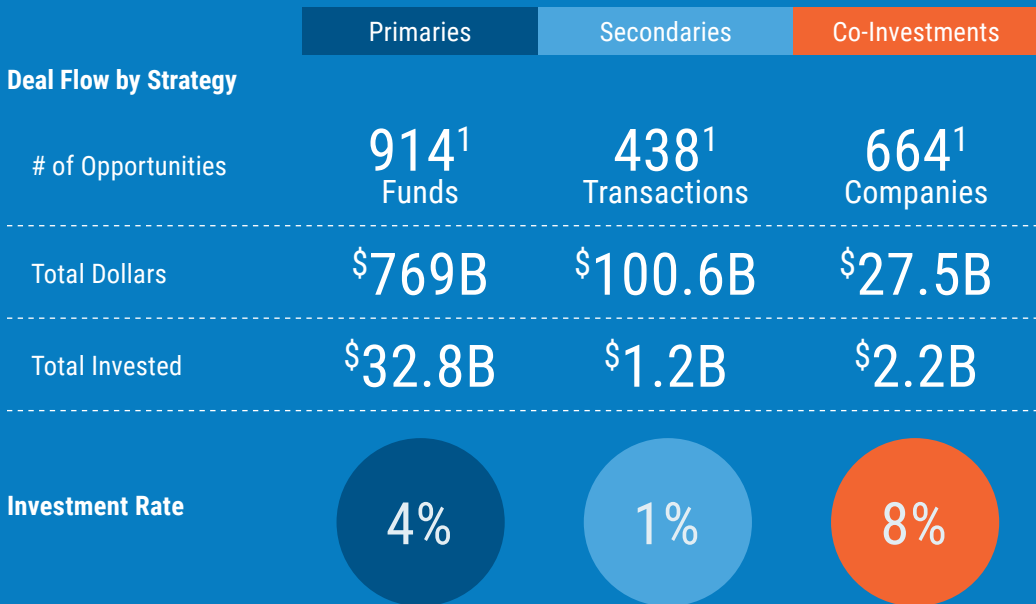 Primaries Secondaries Co-Investments
Deal Flow by Strategy
# of Opportunities 914¹ 438¹ 664¹
Funds Transactions Companies
Total Dollars $769B $100.6B $27.5B
Total Invested $32.8B $1.2B $2.2B
Investment Rate 4% 1% 8%